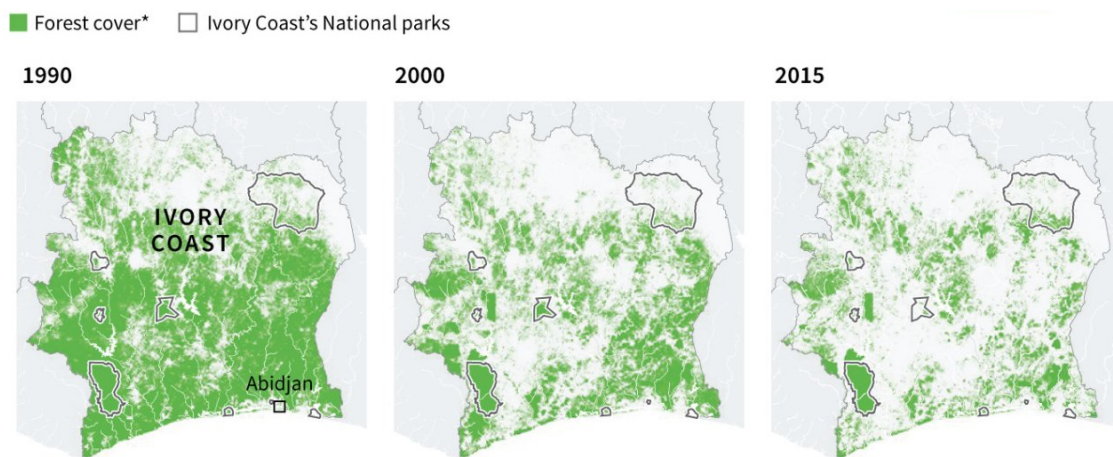 Forest cover* Ivory Coast's National parks
1990 2000 2015
IVORY
COAST
Abidjan